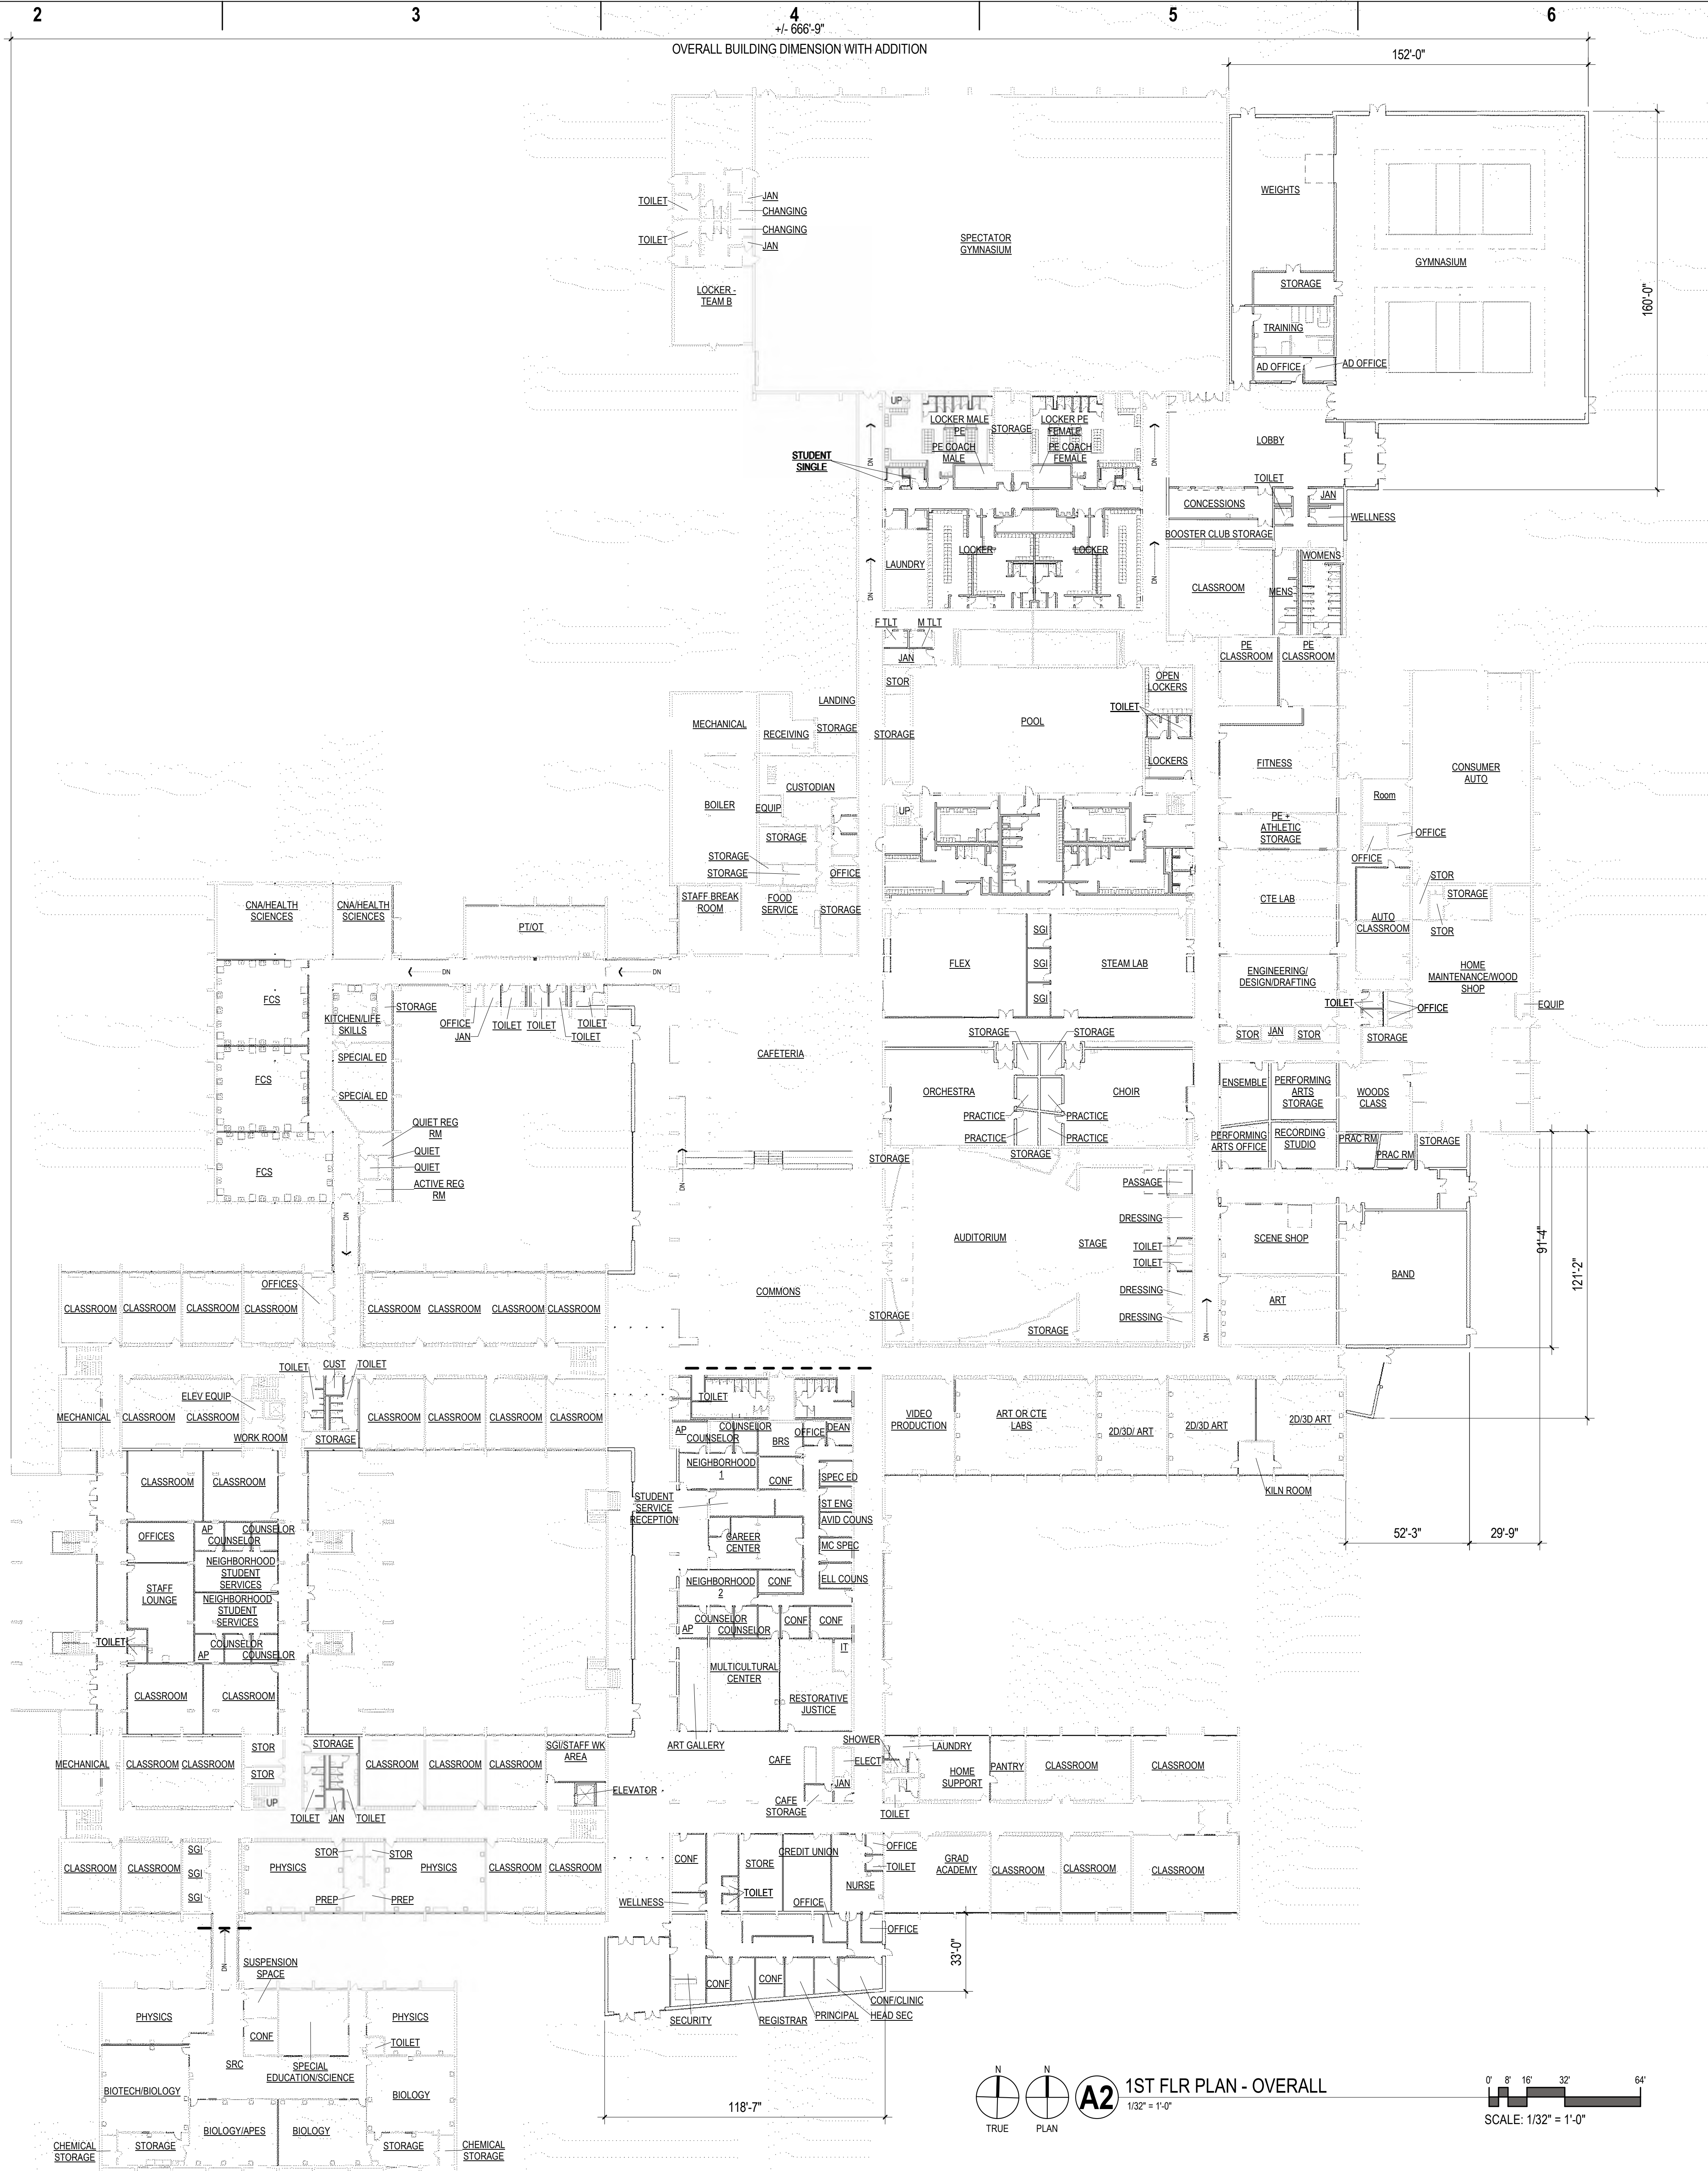 2
3
4
5
6
+/- 666'-9"
OVERALL BUILDING DIMENSION WITH ADDITION
152'-0"
160'-0"
WEIGHTS
GYMNASIUM
TOILET
JAN
CHANGING
TOILET
CHANGING
JAN
SPECTATOR
GYMNASIUM
LOCKER -
TEAM B
STORAGE
TRAINING
AD OFFICE
AD OFFICE
UP
LOCKER MALE
PE
STORAGE
LOCKER PE
FEMALE
PE COACH
MALE
PE COACH
FEMALE
STUDENT
SINGLE
DN
DN
LOBBY
TOILET
CONCESSIONS
JAN
WELLNESS
BOOSTER CLUB STORAGE
LAUNDRY
LOCKER
LOCKER
DN
DN
WOMENS
CLASSROOM
MENS
F TLT
M TLT
JAN
PE
CLASSROOM
PE
CLASSROOM
STOR
OPEN
LOCKERS
LANDING
TOILET
MECHANICAL
RECEIVING
STORAGE
STORAGE
POOL
LOCKERS
FITNESS
CONSUMER
AUTO
CUSTODIAN
BOILER
EQUIP
UP
Room
STORAGE
PE +
ATHLETIC
STORAGE
OFFICE
OFFICE
STORAGE
STORAGE
OFFICE
STAFF BREAK
ROOM
FOOD
SERVICE
STORAGE
CTE LAB
STOR
STORAGE
AUTO
CLASSROOM
STOR
CNA/HEALTH
SCIENCES
CNA/HEALTH
SCIENCES
PT/OT
SGI
FLEX
SGI
STEAM LAB
SGI
DN
DN
ENGINEERING/
DESIGN/DRAFTING
HOME
MAINTENANCE/WOOD
SHOP
FCS
STORAGE
KITCHEN/LIFE
SKILLS
OFFICE
JAN
TOILET
TOILET
TOILET
TOILET
TOILET
OFFICE
EQUIP
STOR
JAN
STOR
STORAGE
STORAGE
STORAGE
SPECIAL ED
CAFETERIA
FCS
SPECIAL ED
ORCHESTRA
CHOIR
ENSEMBLE
PERFORMING
ARTS
STORAGE
WOODS
CLASS
PRACTICE
PRACTICE
PRACTICE
PRACTICE
QUIET REG
RM
QUIET
QUIET
FCS
ACTIVE REG
RM
PERFORMING
ARTS OFFICE
RECORDING
STUDIO
PRAC RM
PRAC RM
STORAGE
STORAGE
STORAGE
DN
DN
PASSAGE
DRESSING
AUDITORIUM
STAGE
TOILET
TOILET
SCENE SHOP
BAND
91'-4"
121'-2"
OFFICES
COMMONS
DRESSING
DRESSING
ART
DN
CLASSROOM
CLASSROOM
CLASSROOM
CLASSROOM
CLASSROOM
CLASSROOM
CLASSROOM
CLASSROOM
STORAGE
STORAGE
TOILET
CUST
TOILET
ELEV EQUIP
MECHANICAL
CLASSROOM
CLASSROOM
WORK ROOM
STORAGE
CLASSROOM
CLASSROOM
CLASSROOM
TOILET
AP
COUNSELOR
COUNSELOR
BRS
OFFICE
DEAN
VIDEO
PRODUCTION
ART OR CTE
LABS
2D/3D/ ART
2D/3D ART
2D/3D ART
NEIGHBORHOOD
1
CONF
SPEC ED
KILN ROOM
CLASSROOM
CLASSROOM
STUDENT
SERVICE
RECEPTION
ST ENG
AVID COUNS
52'-3"
29'-9"
OFFICES
AP
COUNSELOR
COUNSELOR
CAREER
CENTER
MC SPEC
NEIGHBORHOOD
STUDENT
SERVICES
NEIGHBORHOOD
STUDENT
SERVICES
STAFF
LOUNGE
NEIGHBORHOOD
2
CONF
ELL COUNS
TOILET
AP
COUNSELOR
COUNSELOR
AP
COUNSELOR
COUNSELOR
CONF
CONF
IT
CLASSROOM
CLASSROOM
MULTICULTURAL
CENTER
RESTORATIVE
JUSTICE
ART GALLERY
MECHANICAL
CLASSROOM
CLASSROOM
STOR
STOR
UP
STORAGE
CLASSROOM
CLASSROOM
CLASSROOM
SGI/STAFF WK
AREA
ELEVATOR
TOILET
JAN
TOILET
CAFE
CAFE
STORAGE
SHOWER
ELECT
JAN
LAUNDRY
HOME
SUPPORT
TOILET
PANTRY
CLASSROOM
CLASSROOM
CLASSROOM
CLASSROOM
SGI
SGI
SGI
PHYSICS
STOR
STOR
PHYSICS
PREP
PREP
CLASSROOM
CLASSROOM
CONF
WELLNESS
STORE
TOILET
CREDIT UNION
OFFICE
OFFICE
TOILET
NURSE
GRAD
ACADEMY
CLASSROOM
CLASSROOM
CLASSROOM
OFFICE
33'-0"
DN
SUSPENSION
SPACE
PHYSICS
CONF
PHYSICS
TOILET
SRC
SPECIAL
EDUCATION/SCIENCE
BIOTECH/BIOLOGY
BIOLOGY
BIOLOGY/APES
BIOLOGY
CHEMICAL
STORAGE
STORAGE
STORAGE
CHEMICAL
STORAGE
CONF
CONF
SECURITY
REGISTRAR
PRINCIPAL
HEAD SEC
CONF/CLINIC
118'-7"
N
TRUE
N
PLAN
A2
1ST FLR PLAN - OVERALL
1/32" = 1'-0"
0' 8' 16' 32' 64'
SCALE: 1/32" = 1'-0"